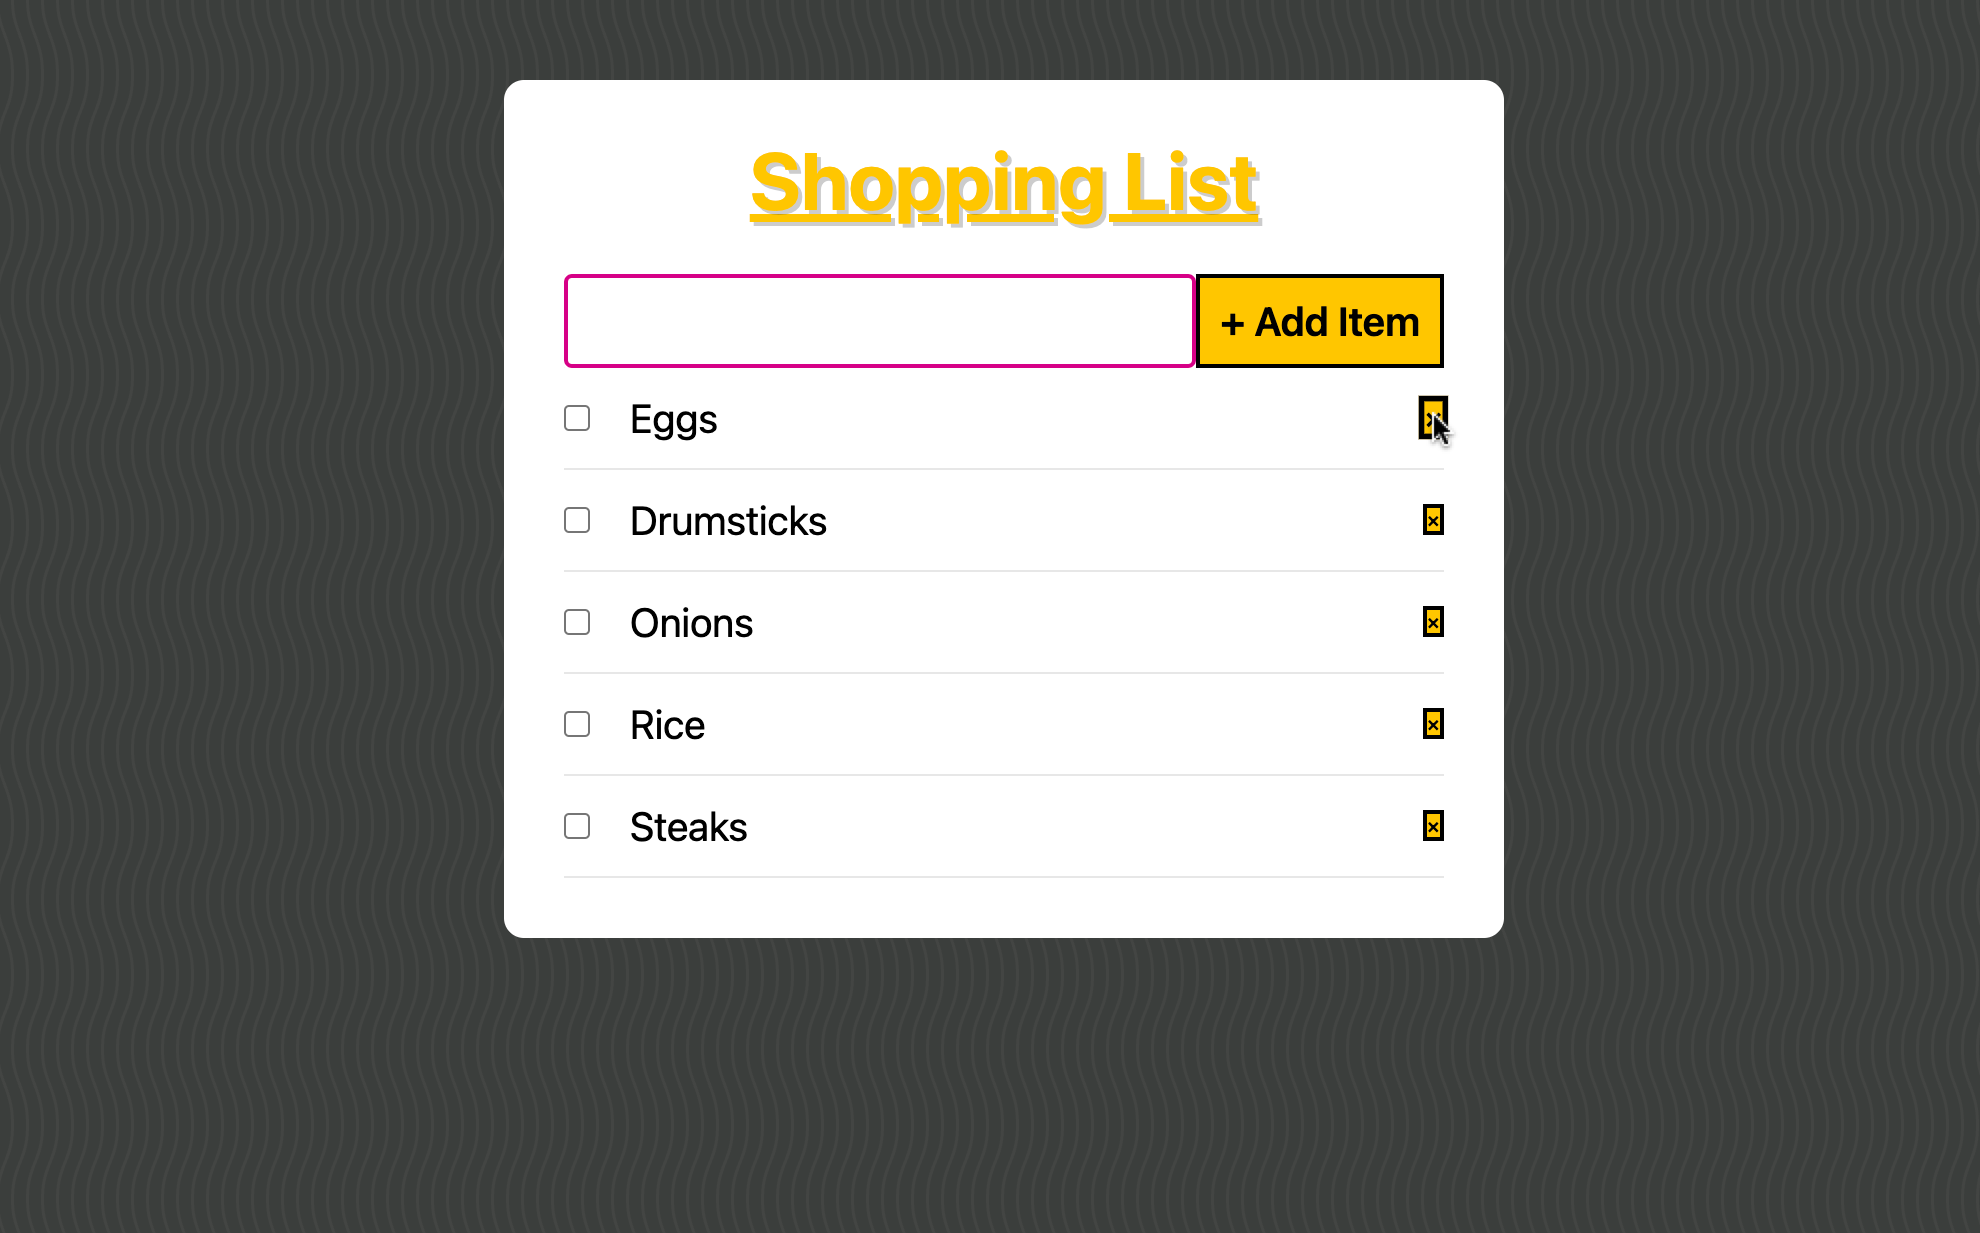 Shopping List
+ Add Item
Eggs ×
Drumsticks ×
Onions ×
Rice ×
Steaks ×